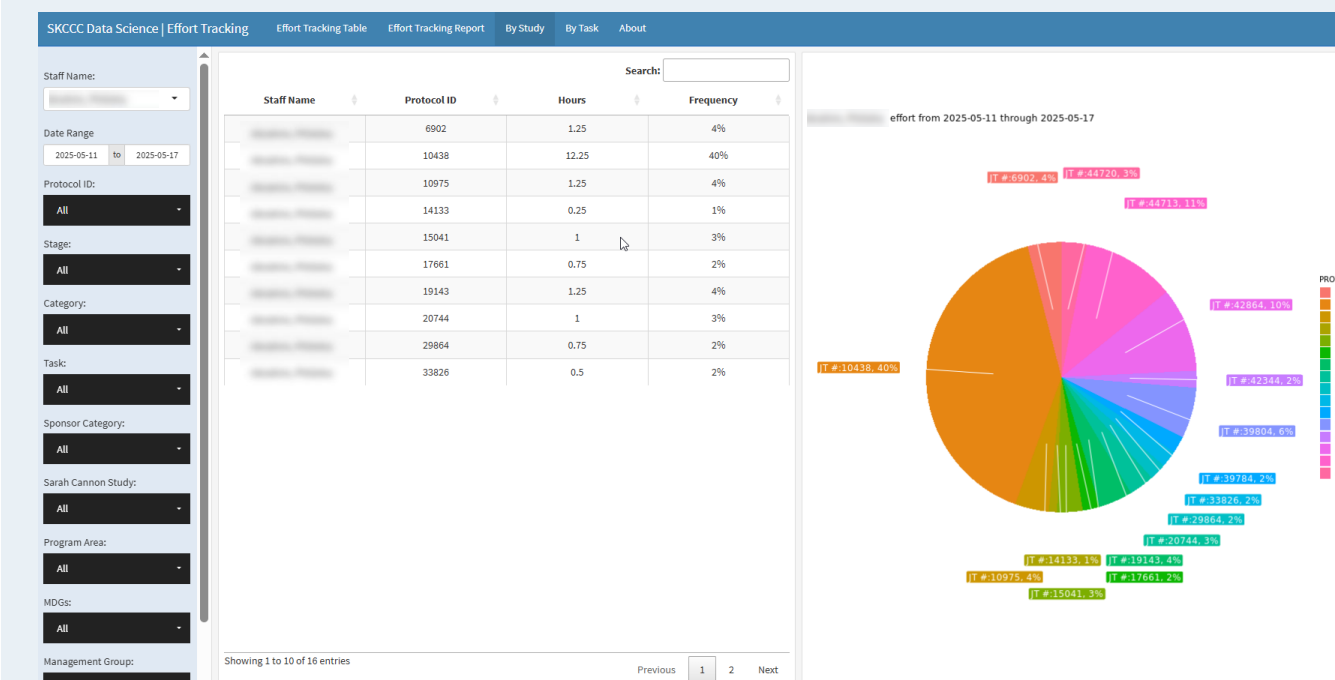 SKCCC Data Science | Effort Tracking Effort Tracking Table Effort Tracking Report By Study By Task About
Staff Name:
Date Range
2025-05-11 to 2025-05-17
Protocol ID:
All
Stage:
All
Category:
All
Task:
All
Sponsor Category:
All
Sarah Cannon Study:
All
Program Area:
All
MDGs:
All
Management Group:
Search:
Staff Name Protocol ID Hours Frequency
6902 1.25 4%
10438 12.25 40%
10975 1.25 4%
14133 0.25 1%
15041 1 3%
17661 0.75 2%
19143 1.25 4%
20744 1 3%
29864 0.75 2%
33826 0.5 2%
Showing 1 to 10 of 16 entries
Previous 1 2 Next
effort from 2025-05-11 through 2025-05-17
JT #:6902, 4%
JT #:44720, 3%
JT #:44713, 11%
JT #:42864, 10%
JT #:10438, 40%
JT #:42344, 2%
JT #:39804, 6%
JT #:39784, 2%
JT #:33826, 2%
JT #:29864, 2%
JT #:20744, 3%
JT #:14133, 1%
JT #:19143, 4%
JT #:10975, 4%
JT #:17661, 2%
JT #:15041, 3%
PRO